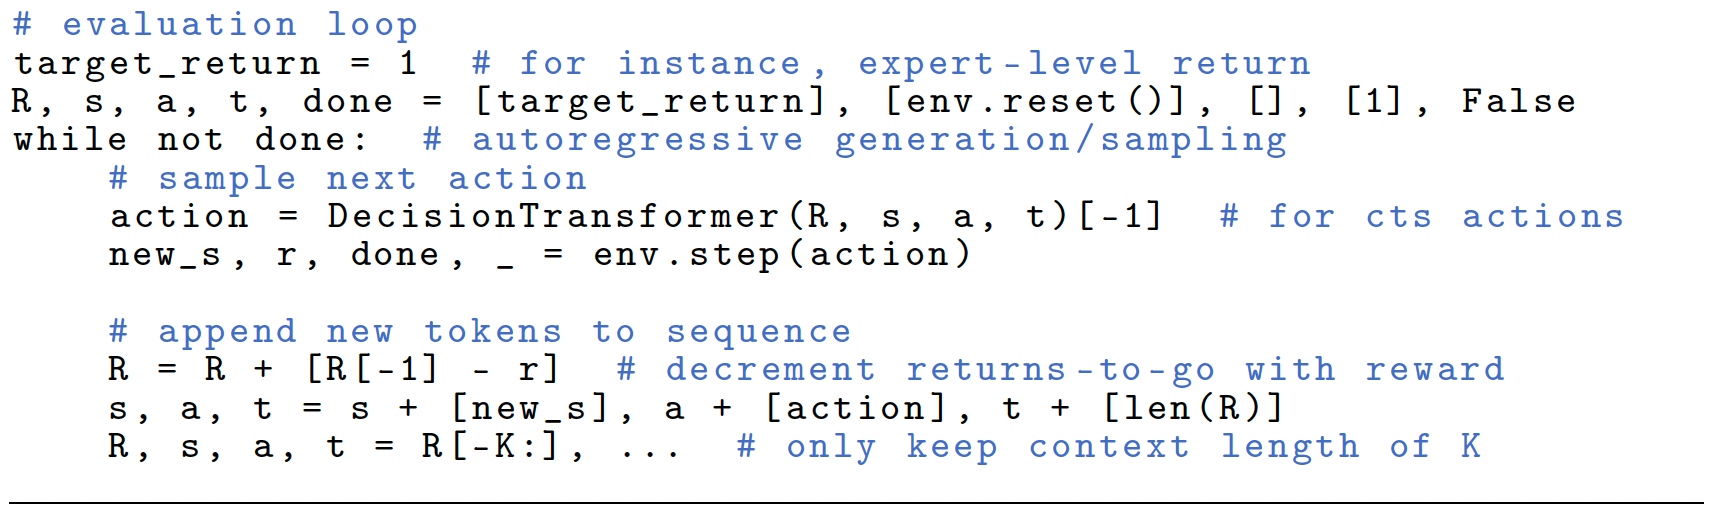 # evaluation loop
target_return = 1  # for instance, expert-level return
R, s, a, t, done = [target_return], [env.reset()], [], [1], False
while not done:  # autoregressive generation/sampling
    # sample next action
    action = DecisionTransformer(R, s, a, t)[-1]  # for cts actions
    new_s, r, done, _ = env.step(action)

    # append new tokens to sequence
    R = R + [R[-1] - r]  # decrement returns-to-go with reward
    s, a, t = s + [new_s], a + [action], t + [len(R)]
    R, s, a, t = R[-K:], ...  # only keep context length of K